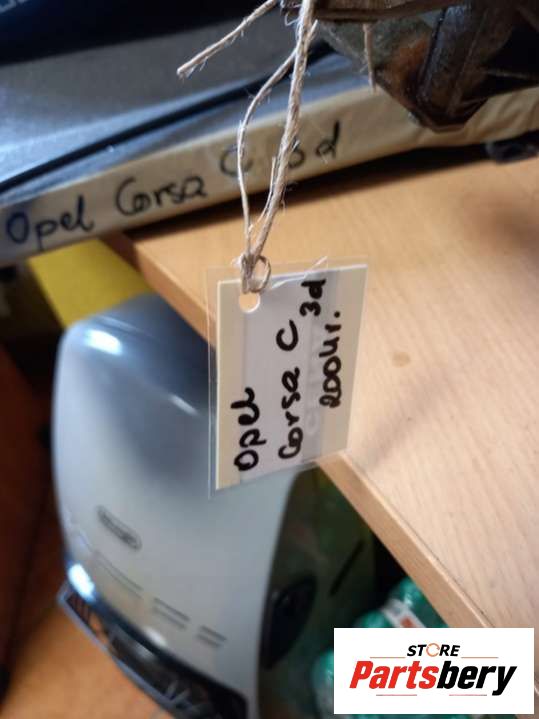 Opel Corsa C 3d
Opel
Corsa C 3d
2004r.
STORE
Partsbery